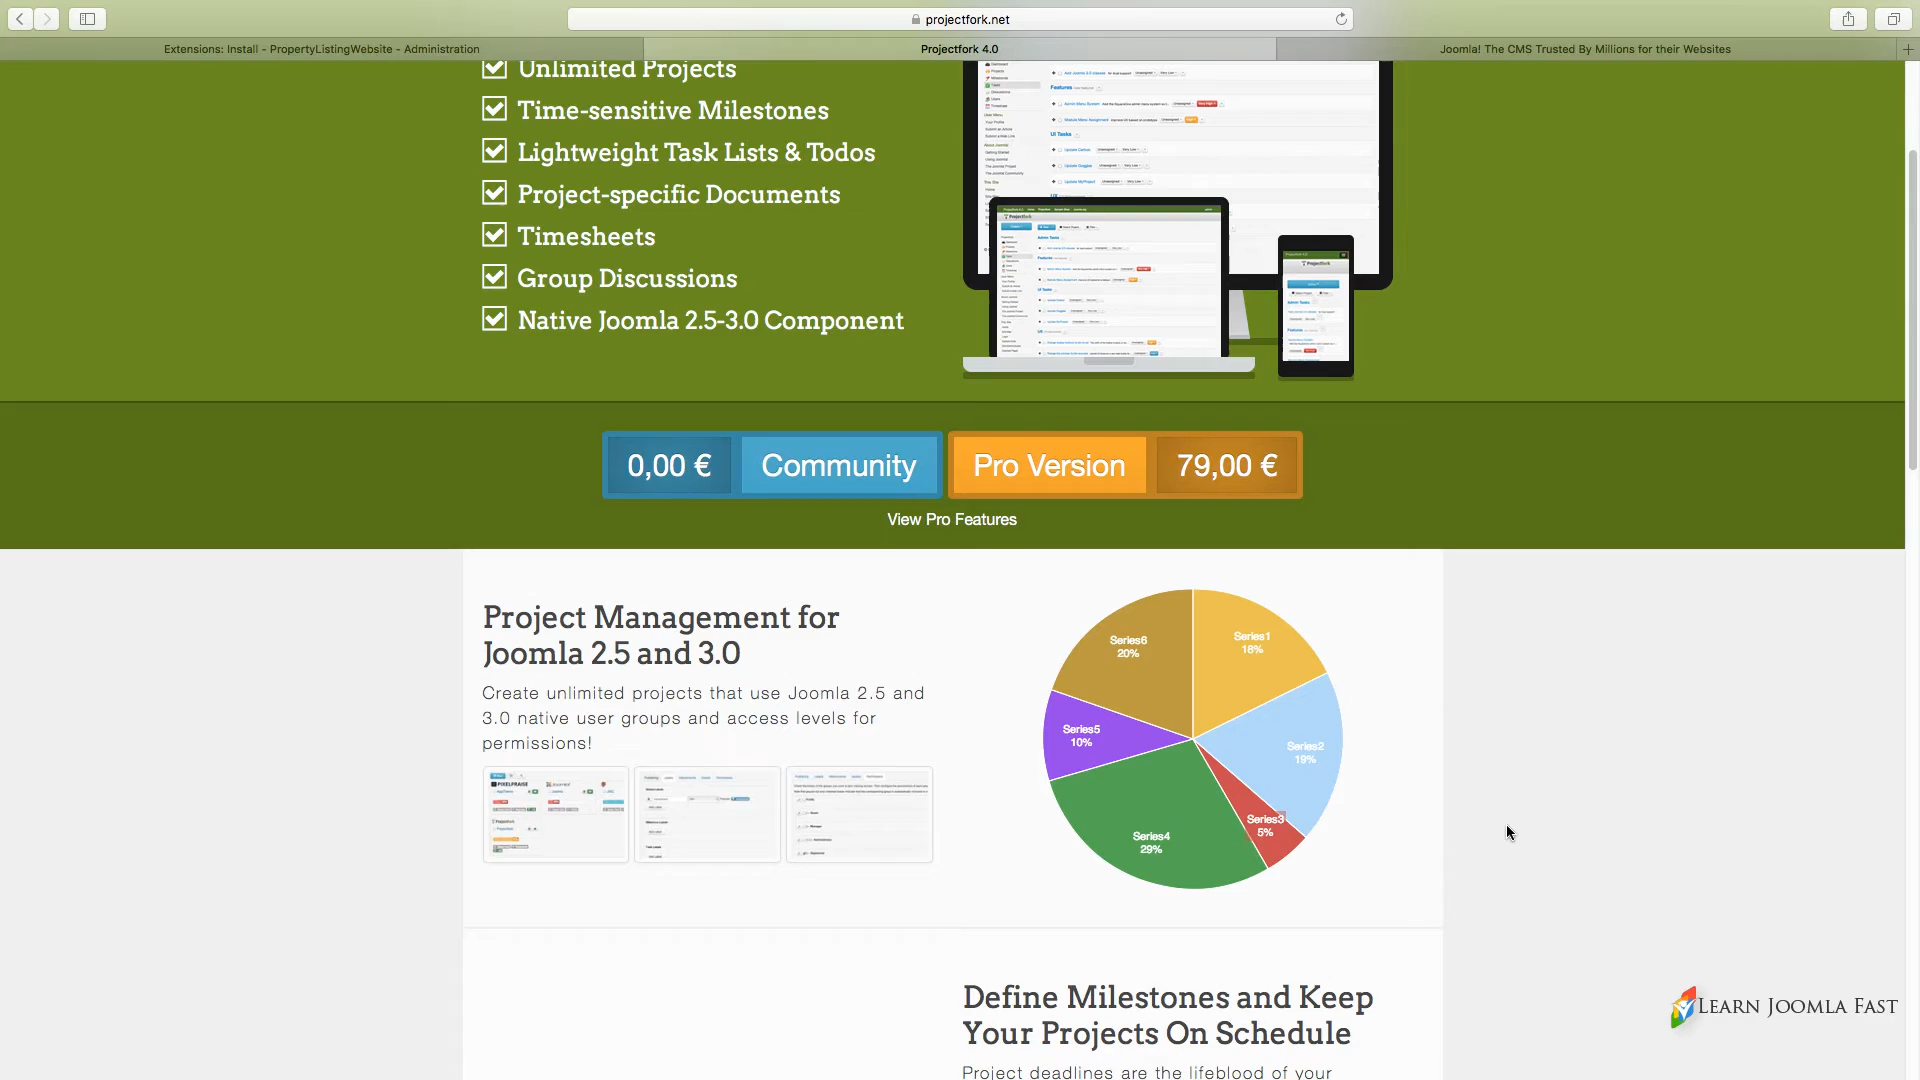 projectfork.net
Extensions: Install - PropertyListingWebsite - Administration
Projectfork 4.0
Joomla! The CMS Trusted By Millions for their Websites
Unlimited Projects
Time-sensitive Milestones
Lightweight Task Lists & Todos
Project-specific Documents
Timesheets
Group Discussions
Native Joomla 2.5-3.0 Component
0,00 €
Community
Pro Version
79,00 €
View Pro Features
Project Management for
Joomla 2.5 and 3.0
Create unlimited projects that use Joomla 2.5 and
3.0 native user groups and access levels for
permissions!
Series6
20%
Series1
18%
Series5
10%
Series2
19%
Series3
5%
Series4
29%
Define Milestones and Keep
Your Projects On Schedule
Project deadlines are the lifeblood of your
Learn Joomla Fast